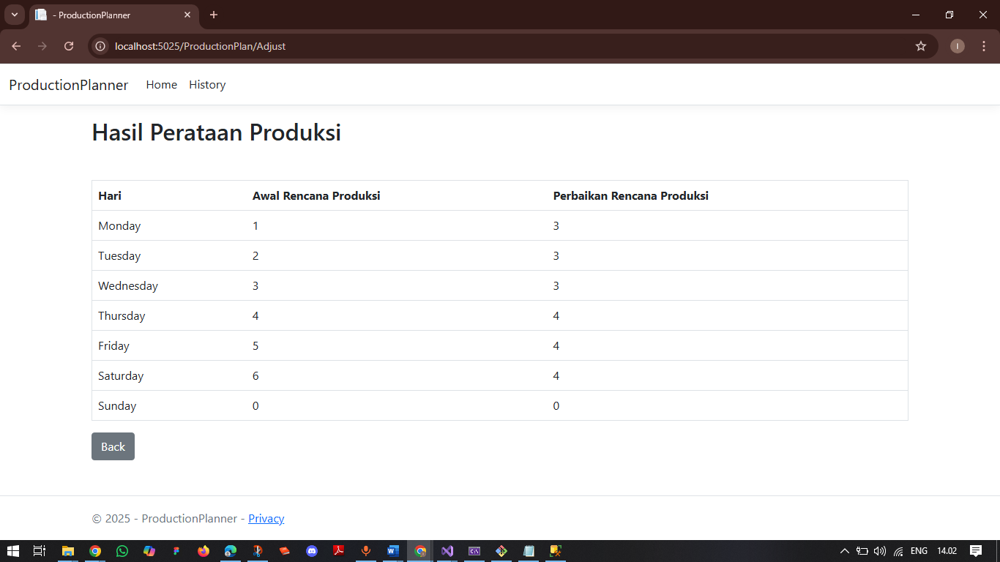 - ProductionPlanner
localhost:5025/ProductionPlan/Adjust
I
ProductionPlanner Home History
Hasil Perataan Produksi
Hari Awal Rencana Produksi Perbaikan Rencana Produksi
Monday 1 3
Tuesday 2 3
Wednesday 3 3
Thursday 4 4
Friday 5 4
Saturday 6 4
Sunday 0 0
Back
© 2025 - ProductionPlanner - Privacy
ENG 14.02